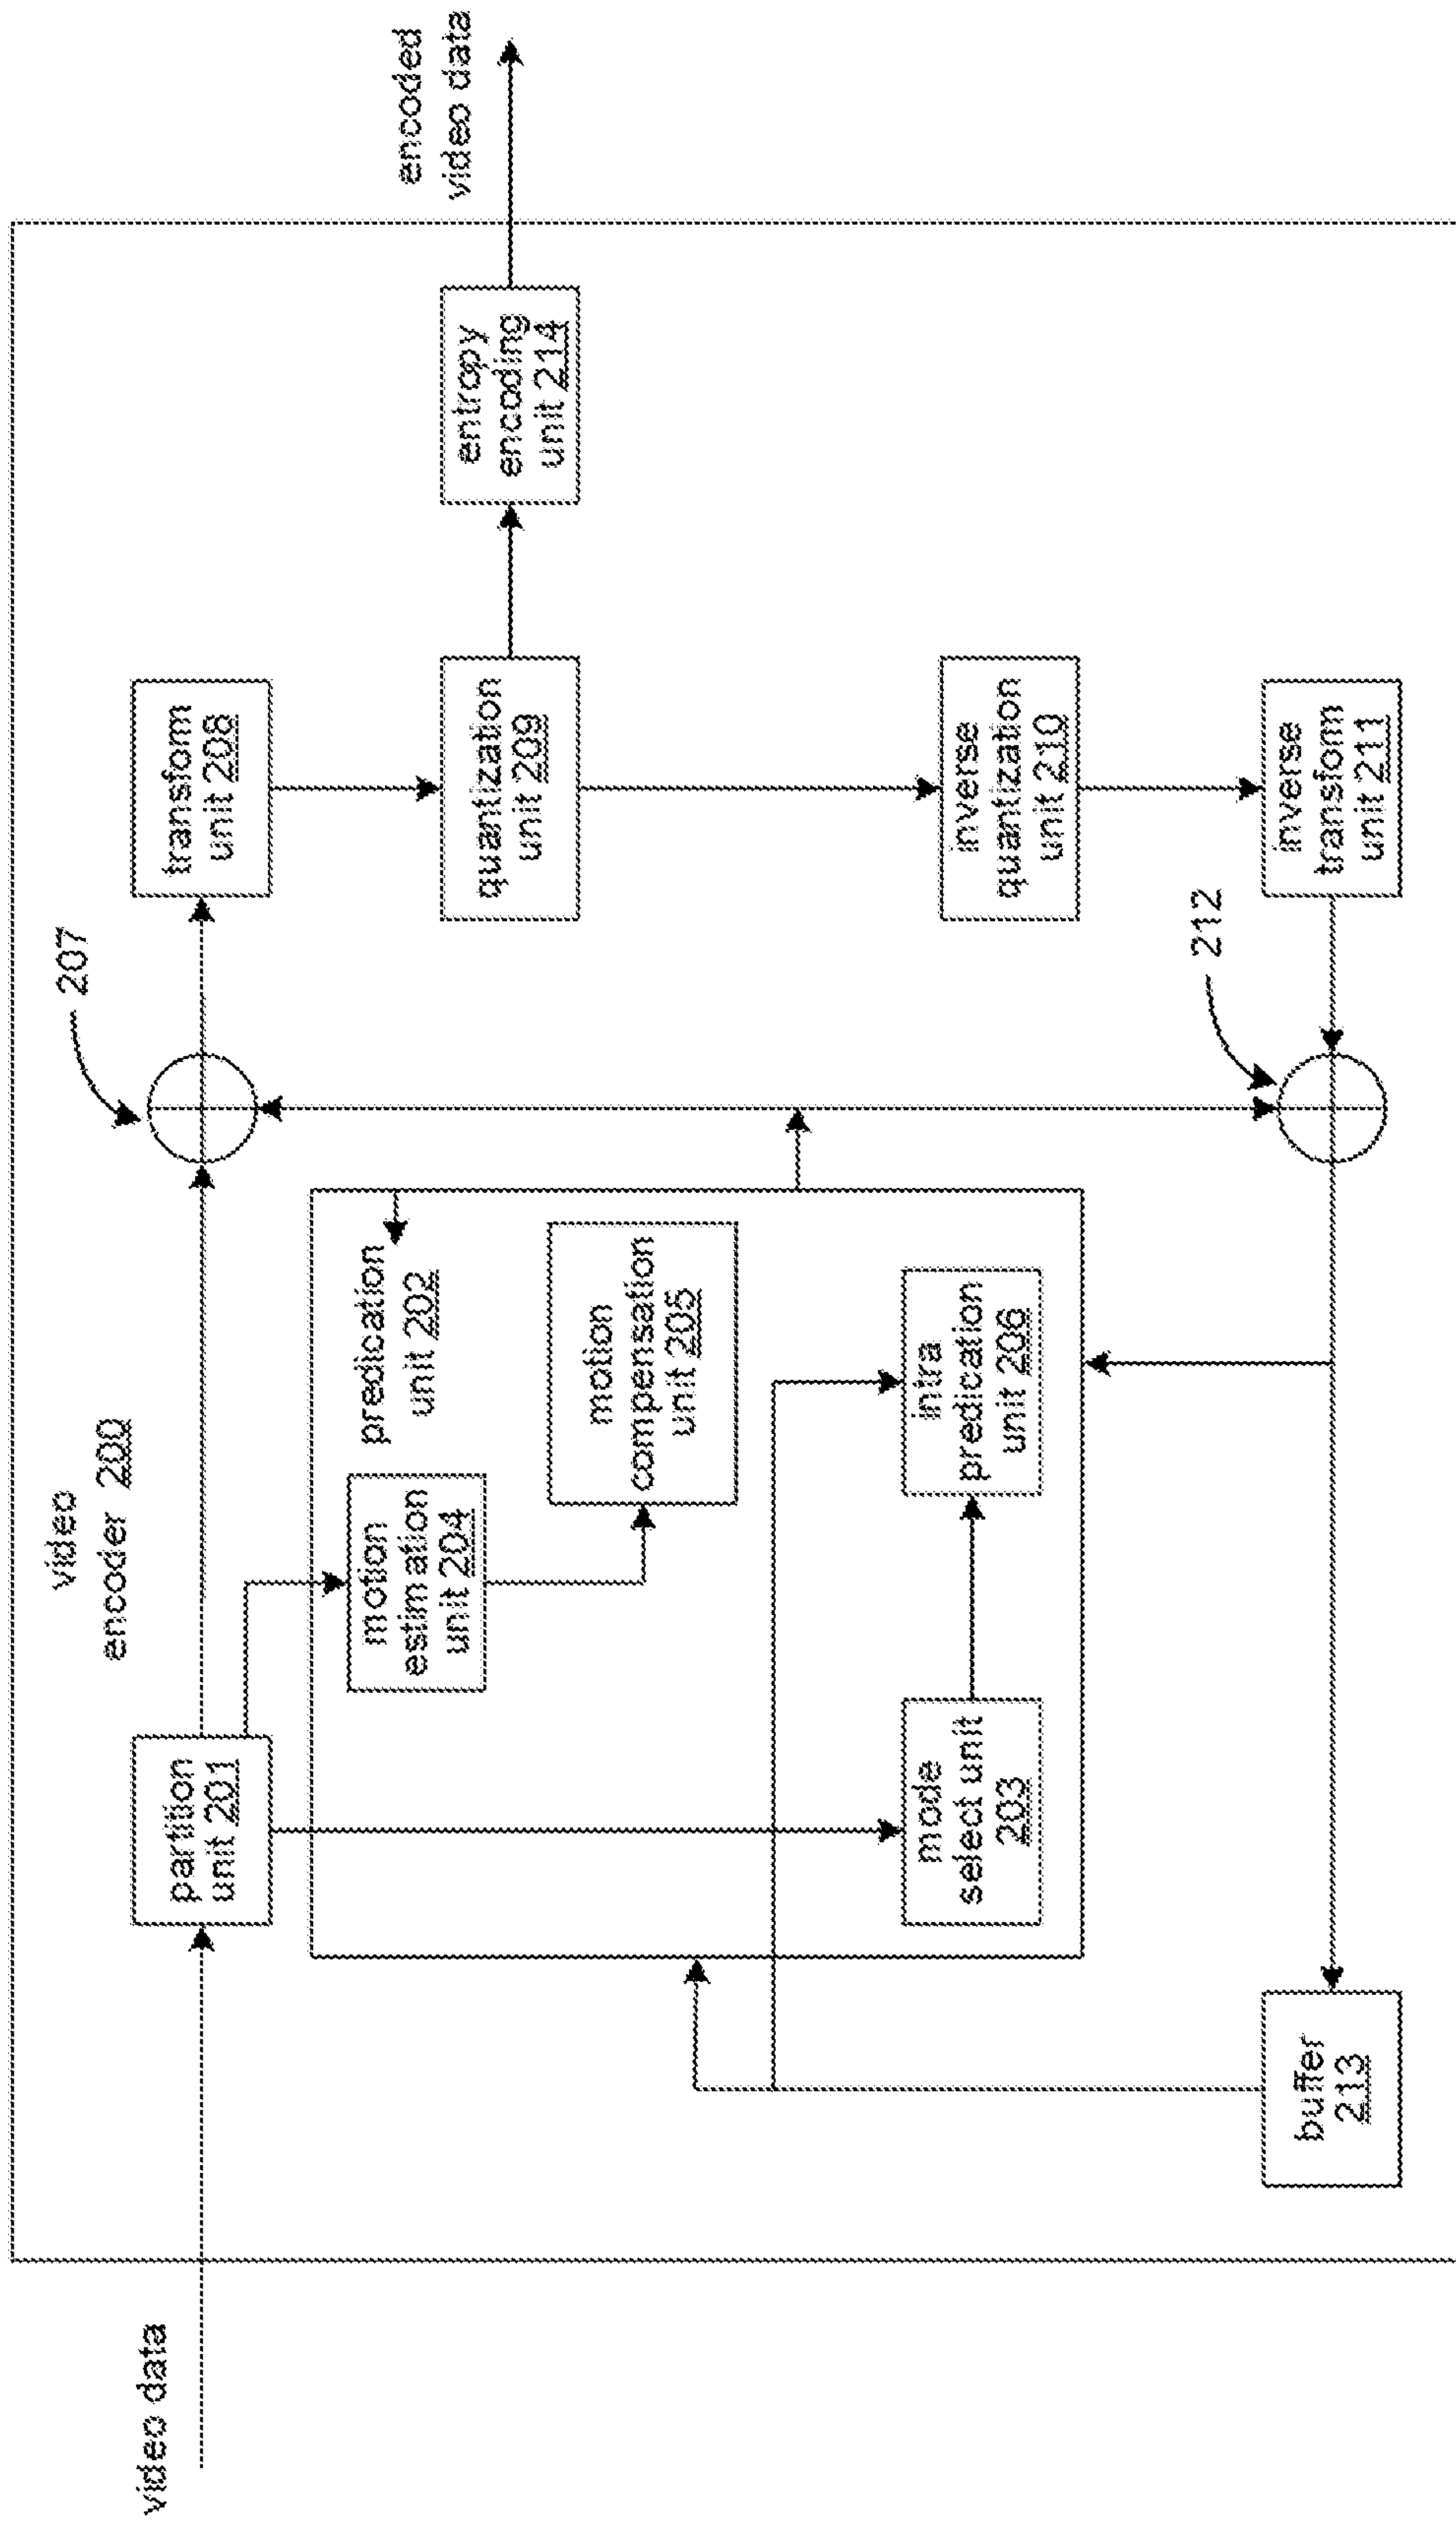 video
encoder 200
video data
partition
unit 201
207
transform
unit 208
encoded
video data
predication
unit 202
motion
estimation
unit 204
motion
compensation
unit 205
quantization
unit 209
entropy
encoding
unit 214
mode
select unit
203
intra
predication
unit 206
inverse
quantization
unit 210
buffer
213
212
inverse
transform
unit 211